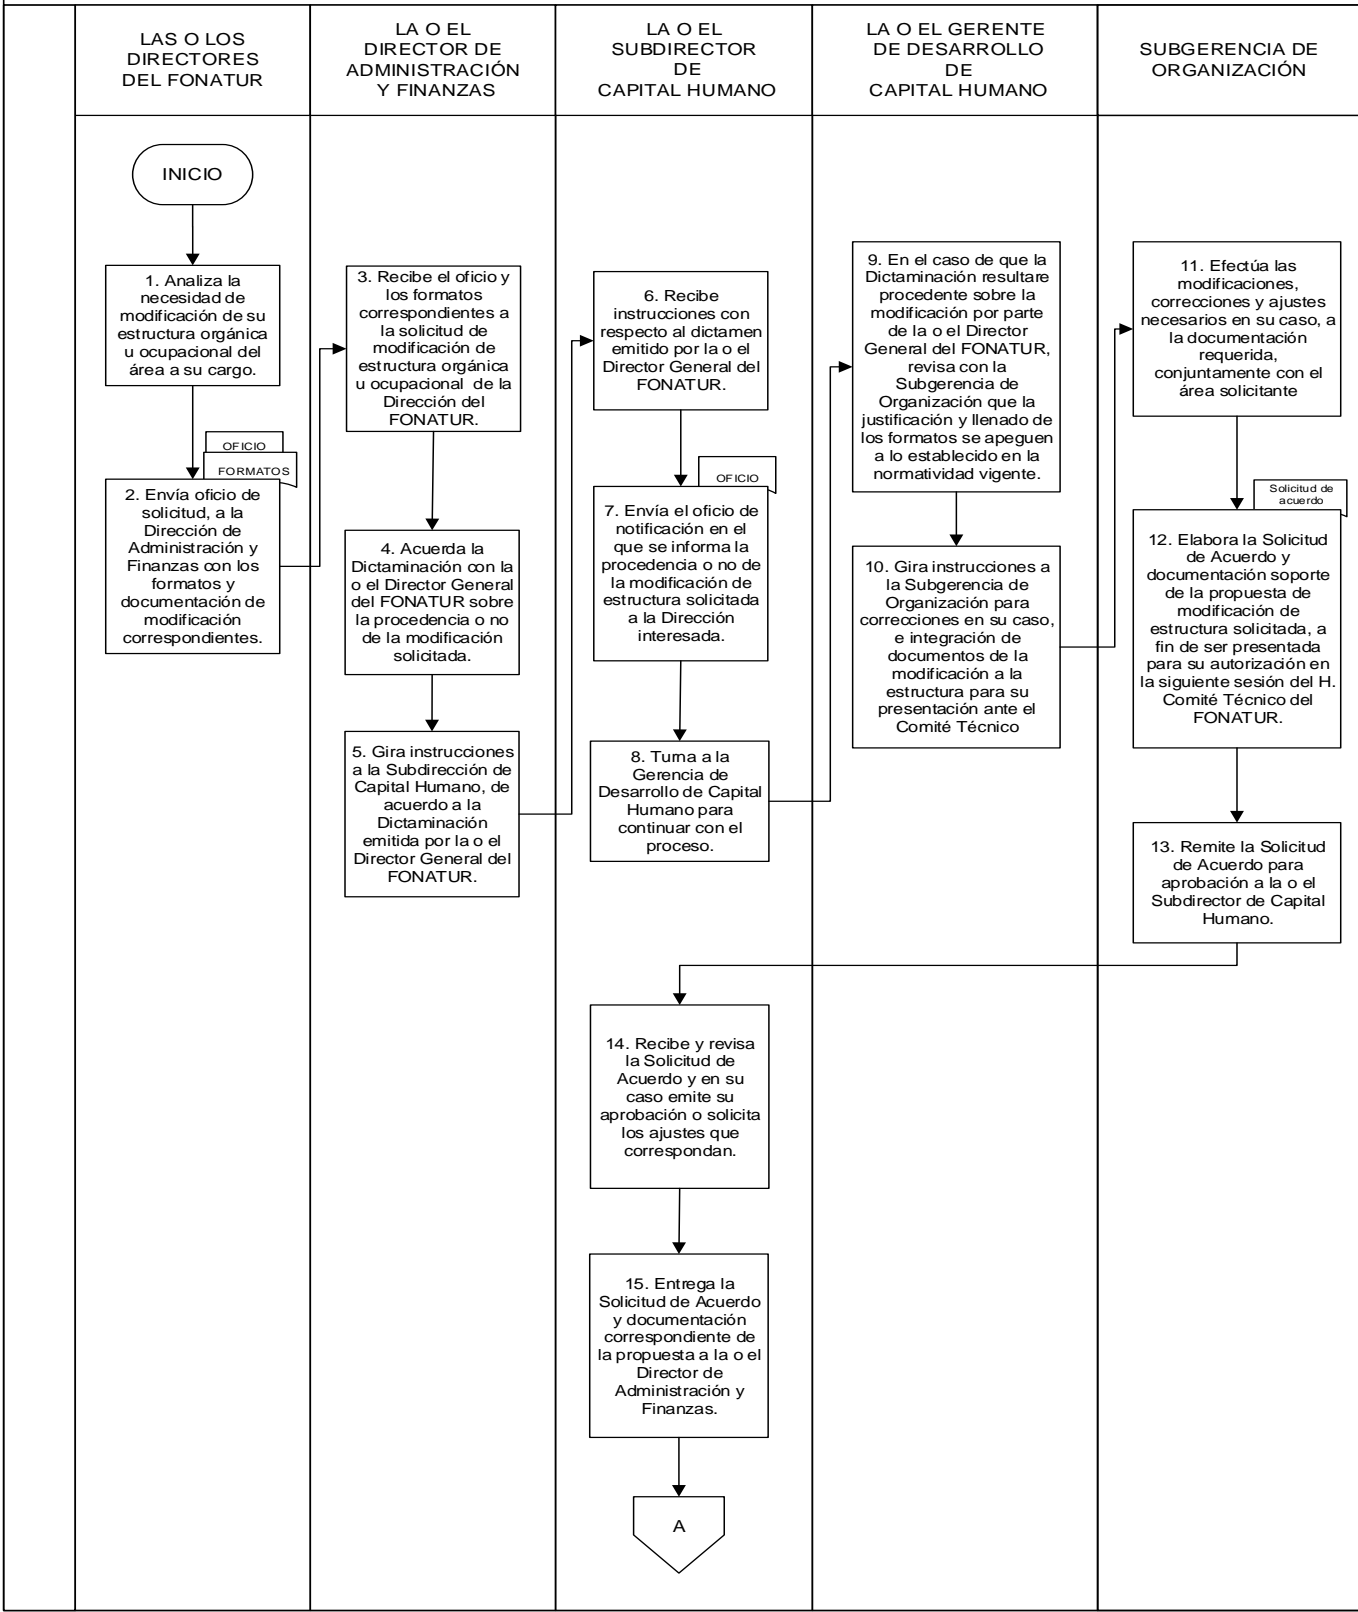 LAS O LOS
DIRECTORES
DEL FONATUR
LA O EL
DIRECTOR DE
ADMINISTRACIÓN
Y FINANZAS
LA O EL
SUBDIRECTOR
DE
CAPITAL HUMANO
LA O EL GERENTE
DE DESARROLLO
DE
CAPITAL HUMANO
SUBGERENCIA DE
ORGANIZACIÓN
INICIO
1. Analiza la
necesidad de
modificación de su
estructura orgánica
u ocupacional del
área a su cargo.
OFICIO
FORMATOS
2. Envía oficio de
solicitud, a la
Dirección de
Administración y
Finanzas con los
formatos y
documentación de
modificación
correspondientes.
3. Recibe el oficio y
los formatos
correspondientes a
la solicitud de
modificación de
estructura orgánica
u ocupacional de la
Dirección del
FONATUR.
4. Acuerda la
Dictaminación con la
o el Director General
del FONATUR sobre
la procedencia o no
de la modificación
solicitada.
5. Gira instrucciones
a la Subdirección de
Capital Humano, de
acuerdo a la
Dictaminación
emitida por la o el
Director General del
FONATUR.
6. Recibe
instrucciones con
respecto al dictamen
emitido por la o el
Director General del
FONATUR.
OFICIO
7. Envía el oficio de
notificación en el
que se informa la
procedencia o no de
la modificación de
estructura solicitada
a la Dirección
interesada.
8. Turna a la
Gerencia de
Desarrollo de Capital
Humano para
continuar con el
proceso.
9. En el caso de que la
Dictaminación resultare
procedente sobre la
modificación por parte
de la o el Director
General del FONATUR,
revisa con la
Subgerencia de
Organización que la
justificación y llenado de
los formatos se apeguen
a lo establecido en la
normatividad vigente.
10. Gira instrucciones a
la Subgerencia de
Organización para
correcciones en su caso,
e integración de
documentos de la
modificación a la
estructura para su
presentación ante el
Comité Técnico
11. Efectúa las
modificaciones,
correcciones y ajustes
necesarios en su caso, a
la documentación
requerida,
conjuntamente con el
área solicitante
Solicitud de
acuerdo
12. Elabora la Solicitud
de Acuerdo y
documentación soporte
de la propuesta de
modificación de
estructura solicitada, a
fin de ser presentada
para su autorización en
la siguiente sesión del H.
Comité Técnico del
FONATUR.
13. Remite la Solicitud
de Acuerdo para
aprobación a la o el
Subdirector de Capital
Humano.
14. Recibe y revisa
la Solicitud de
Acuerdo y en su
caso emite su
aprobación o solicita
los ajustes que
correspondan.
15. Entrega la
Solicitud de Acuerdo
y documentación
correspondiente de
la propuesta a la o el
Director de
Administración y
Finanzas.
A